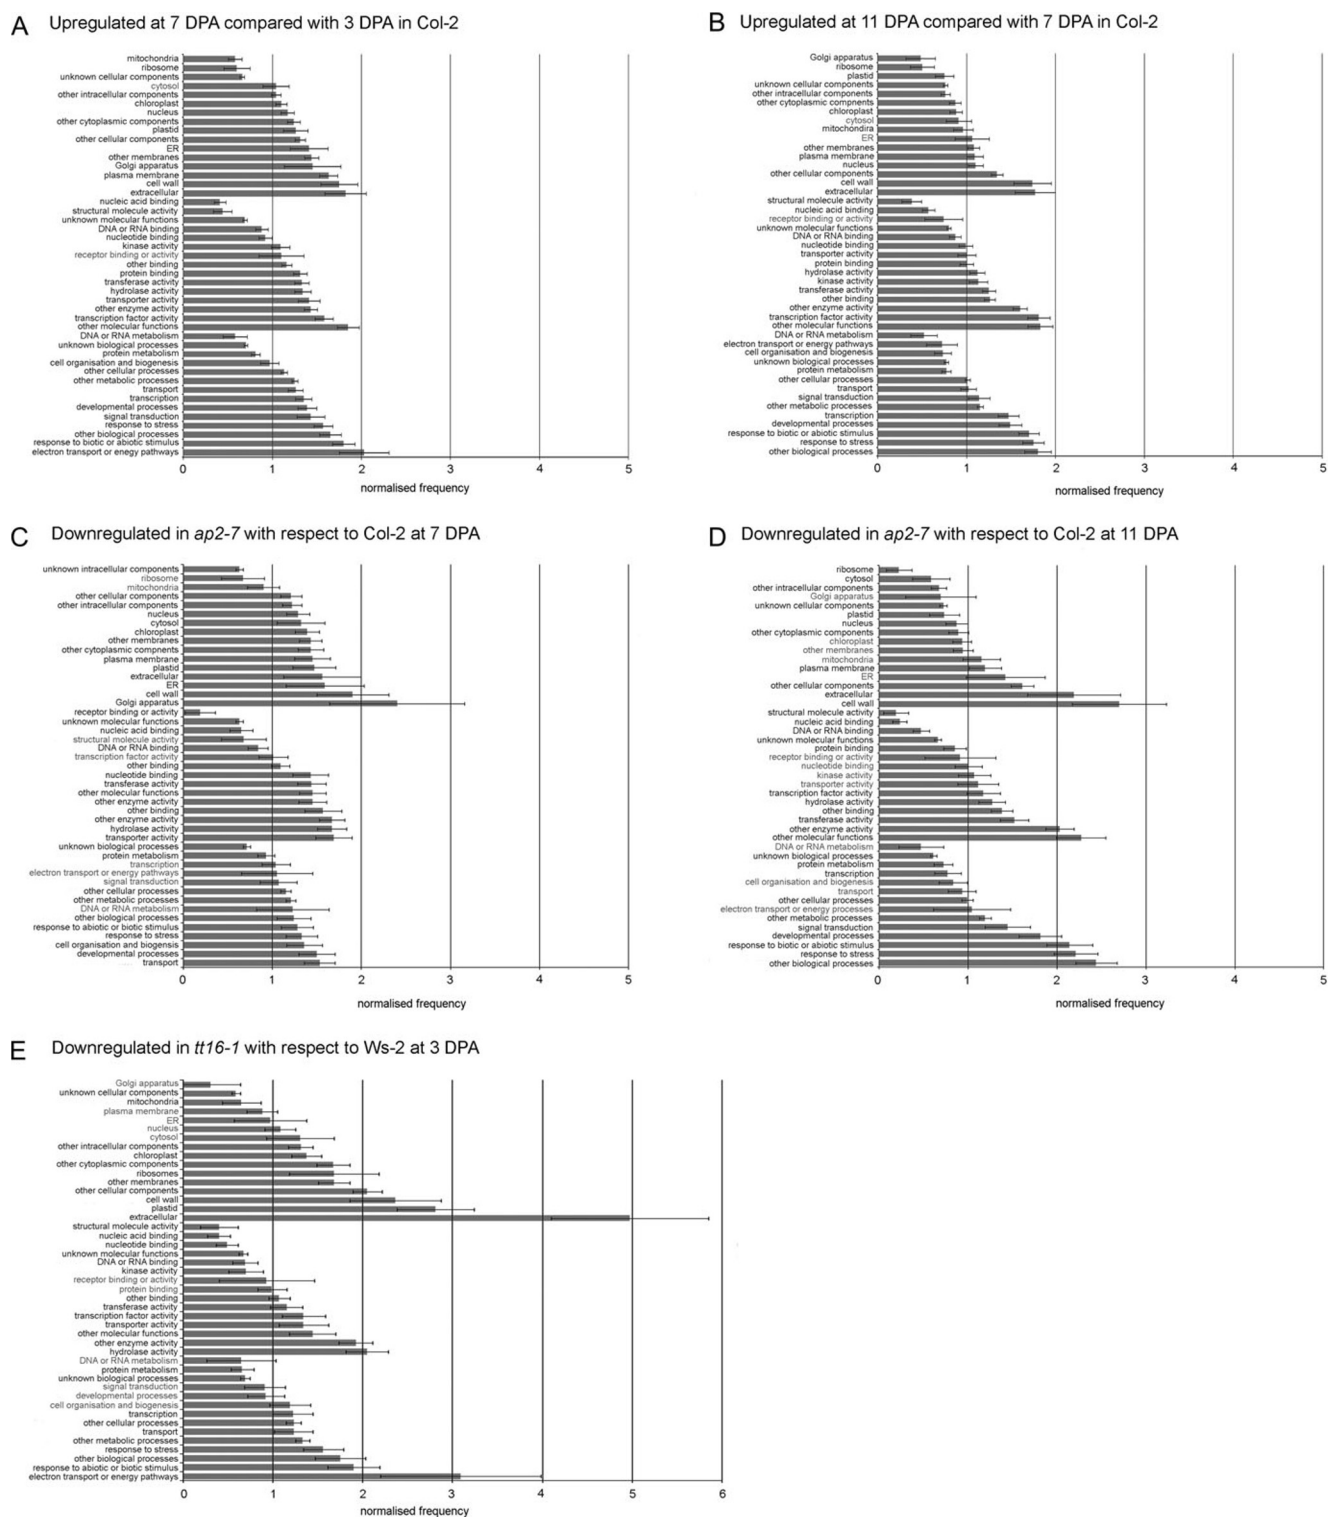 A Upregulated at 7 DPA compared with 3 DPA in Col-2
mitochondria
ribosome
unknown cellular components
cytosol
other intracellular components
chloroplast
nucleus
other cytoplasmic components
plastid
other cellular components
ER
other membranes
Golgi apparatus
plasma membrane
cell wall
extracellular
nucleic acid binding
structural molecule activity
unknown molecular functions
DNA or RNA binding
nucleotide binding
kinase activity
receptor binding or activity
other binding
protein binding
transferase activity
hydrolase activity
transporter activity
other enzyme activity
transcription factor activity
other molecular functions
DNA or RNA metabolism
unknown biological processes
protein metabolism
cell organisation and biogenesis
other cellular processes
other metabolic processes
transport
transcription
developmental processes
signal transduction
response to stress
other biological processes
response to biotic or abiotic stimulus
electron transport or enegy pathways
0 1 2 3 4 5
normalised frequency
B Upregulated at 11 DPA compared with 7 DPA in Col-2
Golgi apparatus
ribosome
plastid
unknown cellular components
other intracellular components
other cytoplasmic compnents
chloroplast
cytosol
mitochondira
ER
other membranes
plasma membrane
nucleus
other cellular components
cell wall
extracellular
structural molecule activity
nucleic acid binding
receptor binding or activity
unknown molecular functions
DNA or RNA binding
nucleotide binding
transporter activity
protein binding
hydrolase activity
kinase activity
transferase activity
other binding
other enzyme activity
transcription factor activity
other molecular functions
DNA or RNA metabolism
electron transport or energy pathways
cell organisation and biogenesis
unknown biological processes
protein metabolism
other cellular processes
transport
signal transduction
other metabolic processes
transcription
developmental processes
response to biotic or abiotic stimulus
response to stress
other biological processes
0 1 2 3 4 5
normalised frequency
C Downregulated in ap2-7 with respect to Col-2 at 7 DPA
unknown intracellular components
ribosome
mitochondria
other cellular components
other intracellular components
nucleus
cytosol
chloroplast
other membranes
other cytoplasmic components
plasma membrane
plastid
extracellular
ER
cell wall
Golgi apparatus
receptor binding or activity
unknown molecular functions
nucleic acid binding
structural molecule activity
DNA or RNA binding
transcription factor activity
other binding
nucleotide binding
transferase activity
other molecular functions
other enzyme activity
other binding
other enzyme activity
hydrolase activity
transporter activity
unknown biological processes
protein metabolism
transcription
electron transport or energy pathways
signal transduction
other cellular processes
other metabolic processes
DNA or RNA metabolism
other biological processes
response to abiotic or biotic stimulus
response to stress
cell organisation and biogensis
developmental processes
transport
0 1 2 3 4 5
normalised frequency
D Downregulated in ap2-7 with respect to Col-2 at 11 DPA
ribosome
cytosol
other intracellular components
Golgi apparatus
unknown cellular components
plastid
nucleus
other cytoplasmic components
chloroplast
other membranes
mitochondria
plasma membrane
ER
other cellular components
extracellular
cell wall
structural molecule activity
nucleic acid binding
DNA or RNA binding
unknown molecular functions
protein binding
receptor binding or activity
nucleotide binding
kinase activity
transporter activity
transcription factor activity
hydrolase activity
other binding
transferase activity
other enzyme activity
other molecular functions
DNA or RNA metabolism
unknown biological processes
protein metabolism
transcription
cell organisation and biogenesis
transport
other cellular processes
electron transport or energy processes
other metabolic processes
signal transduction
developmental processes
response to biotic or abiotic stimulus
response to stress
other biological processes
0 1 2 3 4 5
normalised frequency
E Downregulated in tt16-1 with respect to Ws-2 at 3 DPA
Golgi apparatus
unknown cellular components
mitochondria
plasma membrane
ER
nucleus
cytosol
other intracellular components
chloroplast
other cytoplasmic components
ribosomes
other membranes
other cellular components
cell wall
plastid
extracellular
structural molecule activity
nucleic acid binding
nucleotide binding
unknown molecular functions
DNA or RNA binding
kinase activity
receptor binding or activity
protein binding
other binding
transferase activity
transcription factor activity
transporter activity
other molecular functions
other enzyme activity
hydrolase activity
DNA or RNA metabolism
protein metabolism
unknown biological processes
signal transduction
developmental processes
cell organisation and biogenesis
transcription
other cellular processes
transport
other metabolic processes
response to stress
other biological processes
response to abiotic or biotic stimulus
electron transport or energy pathways
0 1 2 3 4 5 6
normalised frequency